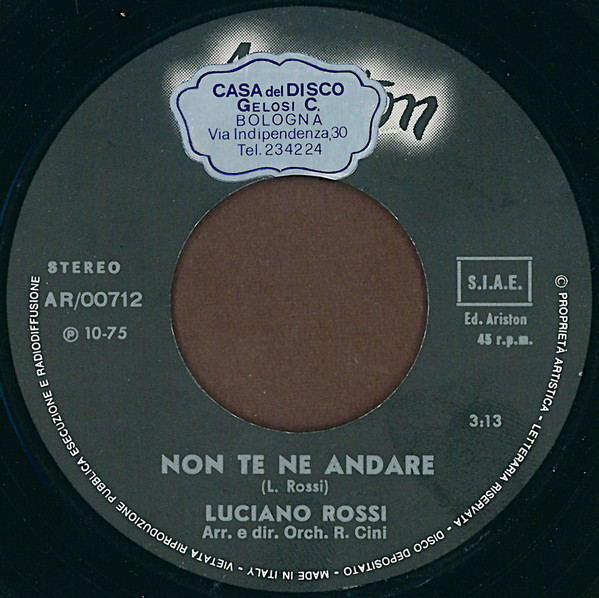 CASA del DISCO
GELOSI C.
BOLOGNA
Via Indipendenza,30
Tel. 234224
STEREO
AR/00712
℗ 10-75
S.I.A.E.
Ed. Ariston
45 r.p.m.
3:13
NON TE NE ANDARE
(L. Rossi)
LUCIANO ROSSI
Arr. e dir. Orch. R. Cini
© PROPRIETÀ ARTISTICA - LETTERARIA RISERVATA - DISCO DEPOSITATO - MADE IN ITALY - VIETATA RIPRODUZIONE PUBBLICA ESECUZIONE E RADIODIFFUSIONE